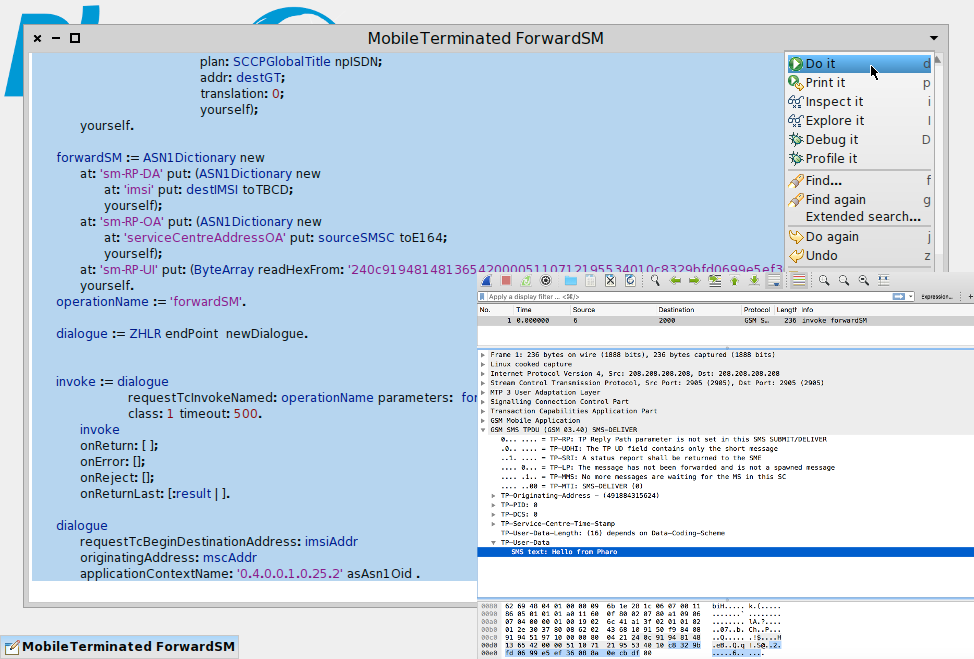 MobileTerminated ForwardSM
plan: SCCPGlobalTitle npISDN;
addr: destGT;
translation: 0;
yourself);
yourself.
forwardSM := ASN1Dictionary new
at: 'sm-RP-DA' put: (ASN1Dictionary new
at: 'imsi' put: destIMSI toTBCD;
yourself);
at: 'sm-RP-OA' put: (ASN1Dictionary new
at: 'serviceCentreAddressOA' put: sourceSMSC toE164;
yourself);
at: 'sm-RP-UI' put: (ByteArray readHexFrom: '240c919481481365420000511071219553​4010c8329bfd0699e5ef3
yourself.
operationName := 'forwardSM'.
dialogue := ZHLR endPoint newDialogue.
invoke := dialogue
requestTcInvokeNamed: operationName parameters: for
class: 1 timeout: 500.
invoke
onReturn: [ ];
onError: [];
onReject: [];
onReturnLast: [:result | ].
dialogue
requestTcBeginDestinationAddress: imsiAddr
originatingAddress: mscAddr
applicationContextName: '0.4.0.0.1.0.25.2' asAsn1Oid .
Do it d
Print it p
Inspect it i
Explore it I
Debug it D
Profile it
Find... f
Find again g
Extended search...
Do again j
Undo z
Apply a display filter ... <⌘/>
Expression... +
No. Time Source Destination Protocol Length Info
1 0.000000 6 2000 GSM S… 236 invoke forwardSM
Frame 1: 236 bytes on wire (1888 bits), 236 bytes captured (1888 bits)
Linux cooked capture
Internet Protocol Version 4, Src: 208.208.208.208, Dst: 208.208.208.208
Stream Control Transmission Protocol, Src Port: 2905 (2905), Dst Port: 2905 (2905)
MTP 3 User Adaptation Layer
Signalling Connection Control Part
Transaction Capabilities Application Part
GSM Mobile Application
GSM SMS TPDU (GSM 03.40) SMS-DELIVER
0... .... = TP-RP: TP Reply Path parameter is not set in this SMS SUBMIT/DELIVER
.0.. .... = TP-UDHI: The TP UD field contains only the short message
..1. .... = TP-SRI: A status report shall be returned to the SME
.... 0... = TP-LP: The message has not been forwarded and is not a spawned message
.... .1.. = TP-MMS: No more messages are waiting for the MS in this SC
.... ..00 = TP-MTI: SMS-DELIVER (0)
TP-Originating-Address - (491884315624)
TP-PID: 0
TP-DCS: 0
TP-Service-Centre-Time-Stamp
TP-User-Data-Length: (16) depends on Data-Coding-Scheme
TP-User-Data
SMS text: Hello from Pharo
MobileTerminated ForwardSM